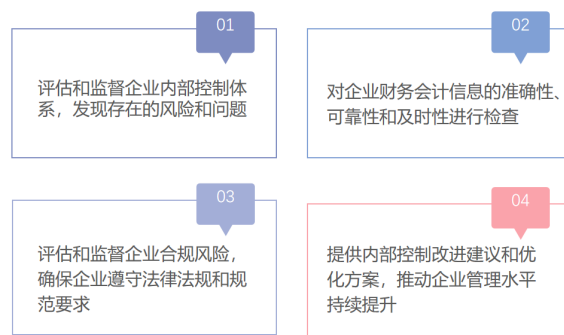 01
评估和监督企业内部控制体
系，发现存在的风险和问题
02
对企业财务会计信息的准确性、
可靠性和及时性进行检查
03
评估和监督企业合规风险，
确保企业遵守法律法规和规
范要求
04
提供内部控制改进建议和优
化方案，推动企业管理水平
持续提升